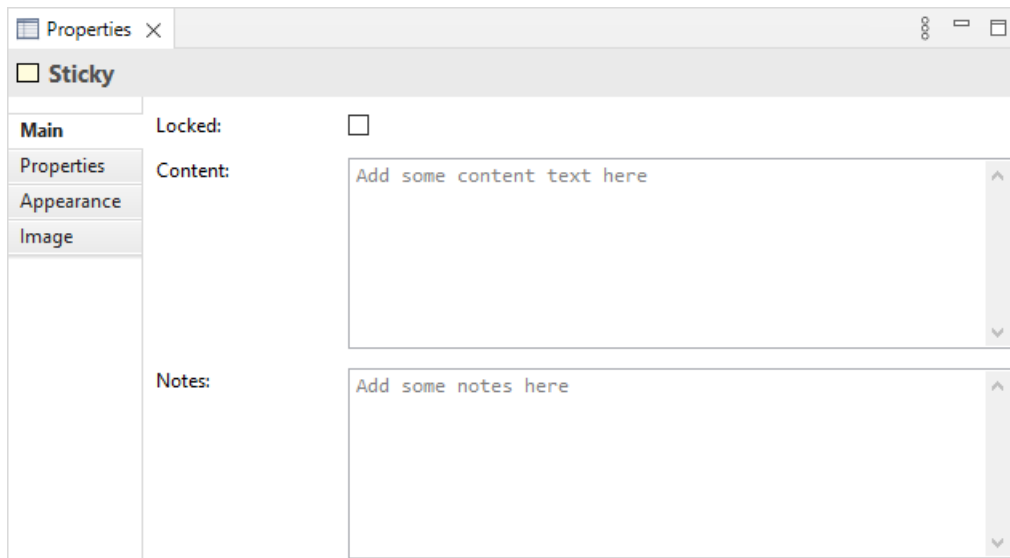 Properties
Sticky
Main
Properties
Appearance
Image
Locked:
Content:
Add some content text here
Notes:
Add some notes here